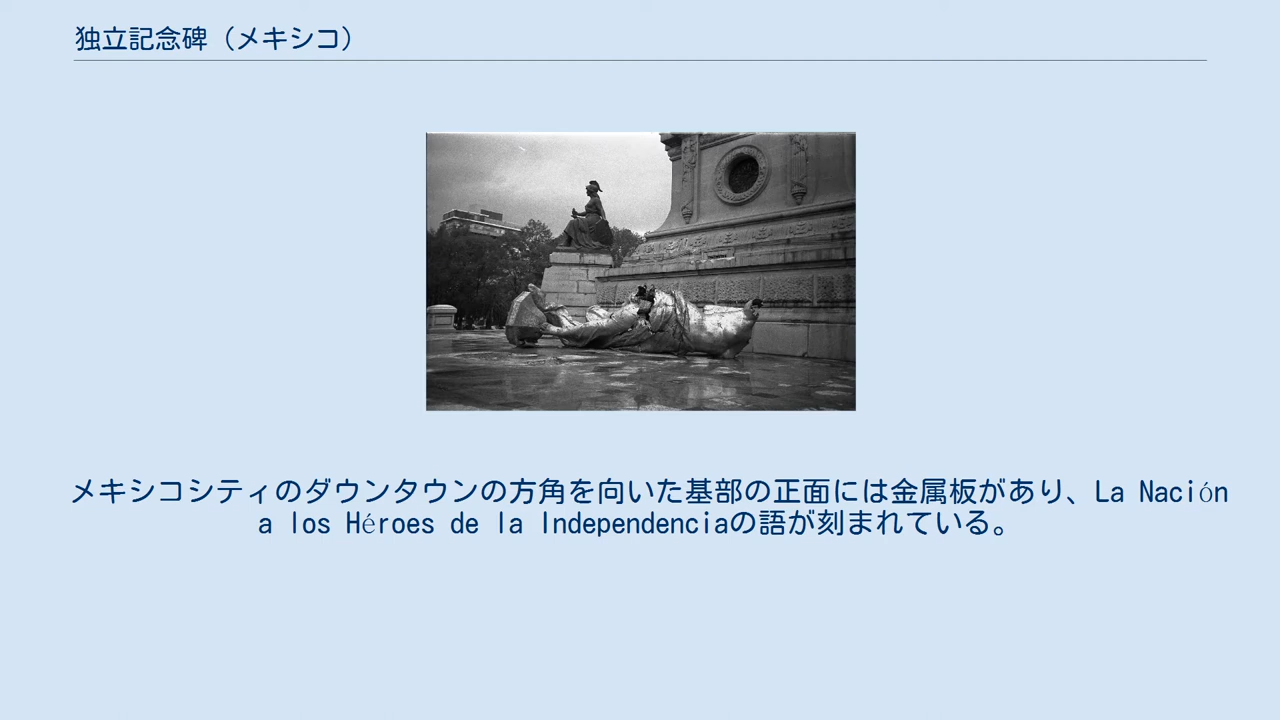 独立記念碑（メキシコ）
メキシコシティのダウンタウンの方角を向いた基部の正面には金属板があり、La Nación
a los Héroes de la Independenciaの語が刻まれている。